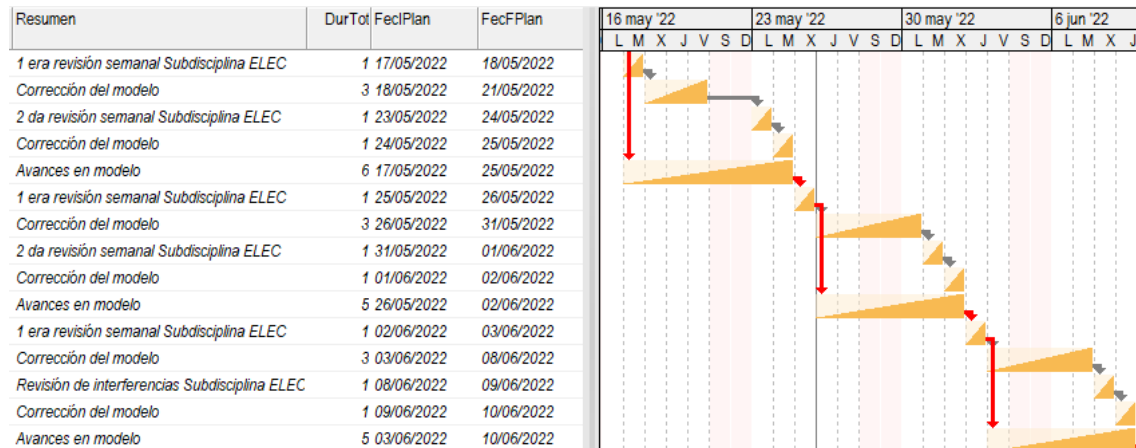 Resumen DurTot FecIPlan FecFPlan 16 may '22 23 may '22 30 may '22 6 jun '22
L M X J V S D L M X J V S D L M X J V S D L M X J
1 era revisión semanal Subdisciplina ELEC 1 17/05/2022 18/05/2022
Corrección del modelo 3 18/05/2022 21/05/2022
2 da revisión semanal Subdisciplina ELEC 1 23/05/2022 24/05/2022
Corrección del modelo 1 24/05/2022 25/05/2022
Avances en modelo 6 17/05/2022 25/05/2022
1 era revisión semanal Subdisciplina ELEC 1 25/05/2022 26/05/2022
Corrección del modelo 3 26/05/2022 31/05/2022
2 da revisión semanal Subdisciplina ELEC 1 31/05/2022 01/06/2022
Corrección del modelo 1 01/06/2022 02/06/2022
Avances en modelo 5 26/05/2022 02/06/2022
1 era revisión semanal Subdisciplina ELEC 1 02/06/2022 03/06/2022
Corrección del modelo 3 03/06/2022 08/06/2022
Revisión de interferencias Subdisciplina ELEC 1 08/06/2022 09/06/2022
Corrección del modelo 1 09/06/2022 10/06/2022
Avances en modelo 5 03/06/2022 10/06/2022